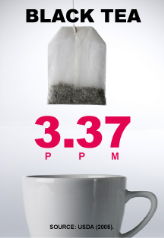 BLACK TEA
3.37
P P M
SOURCE: USDA (2005).